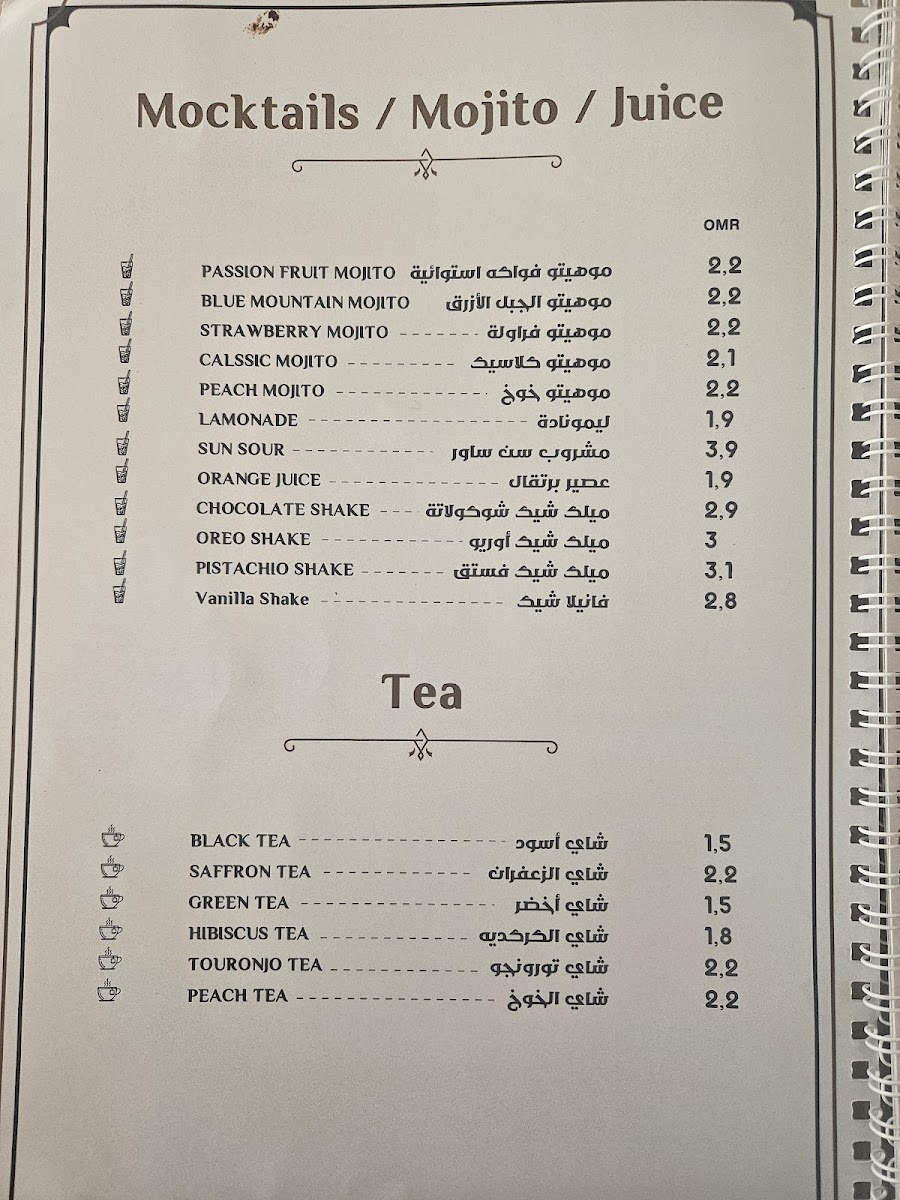 Mocktails / Mojito / Juice
OMR
PASSION FRUIT MOJITO موهيتو فواكه استوائية 2,2
BLUE MOUNTAIN MOJITO موهيتو الجبل الأزرق 2,2
STRAWBERRY MOJITO موهيتو فراولة 2,2
CALSSIC MOJITO موهيتو كلاسيك 2,1
PEACH MOJITO موهيتو خوخ 2,2
LAMONADE ليمونادة 1,9
SUN SOUR مشروب سن ساور 3,9
ORANGE JUICE عصير برتقال 1,9
CHOCOLATE SHAKE ميلك شيك شوكولاتة 2,9
OREO SHAKE ميلك شيك أوريو 3
PISTACHIO SHAKE ميلك شيك فستق 3,1
Vanilla Shake فانيلا شيك 2,8
Tea
BLACK TEA شاي أسود 1,5
SAFFRON TEA شاي الزعفران 2,2
GREEN TEA شاي أخضر 1,5
HIBISCUS TEA شاي الكركديه 1,8
TOURONJO TEA شاي تورونجو 2,2
PEACH TEA شاي الخوخ 2,2